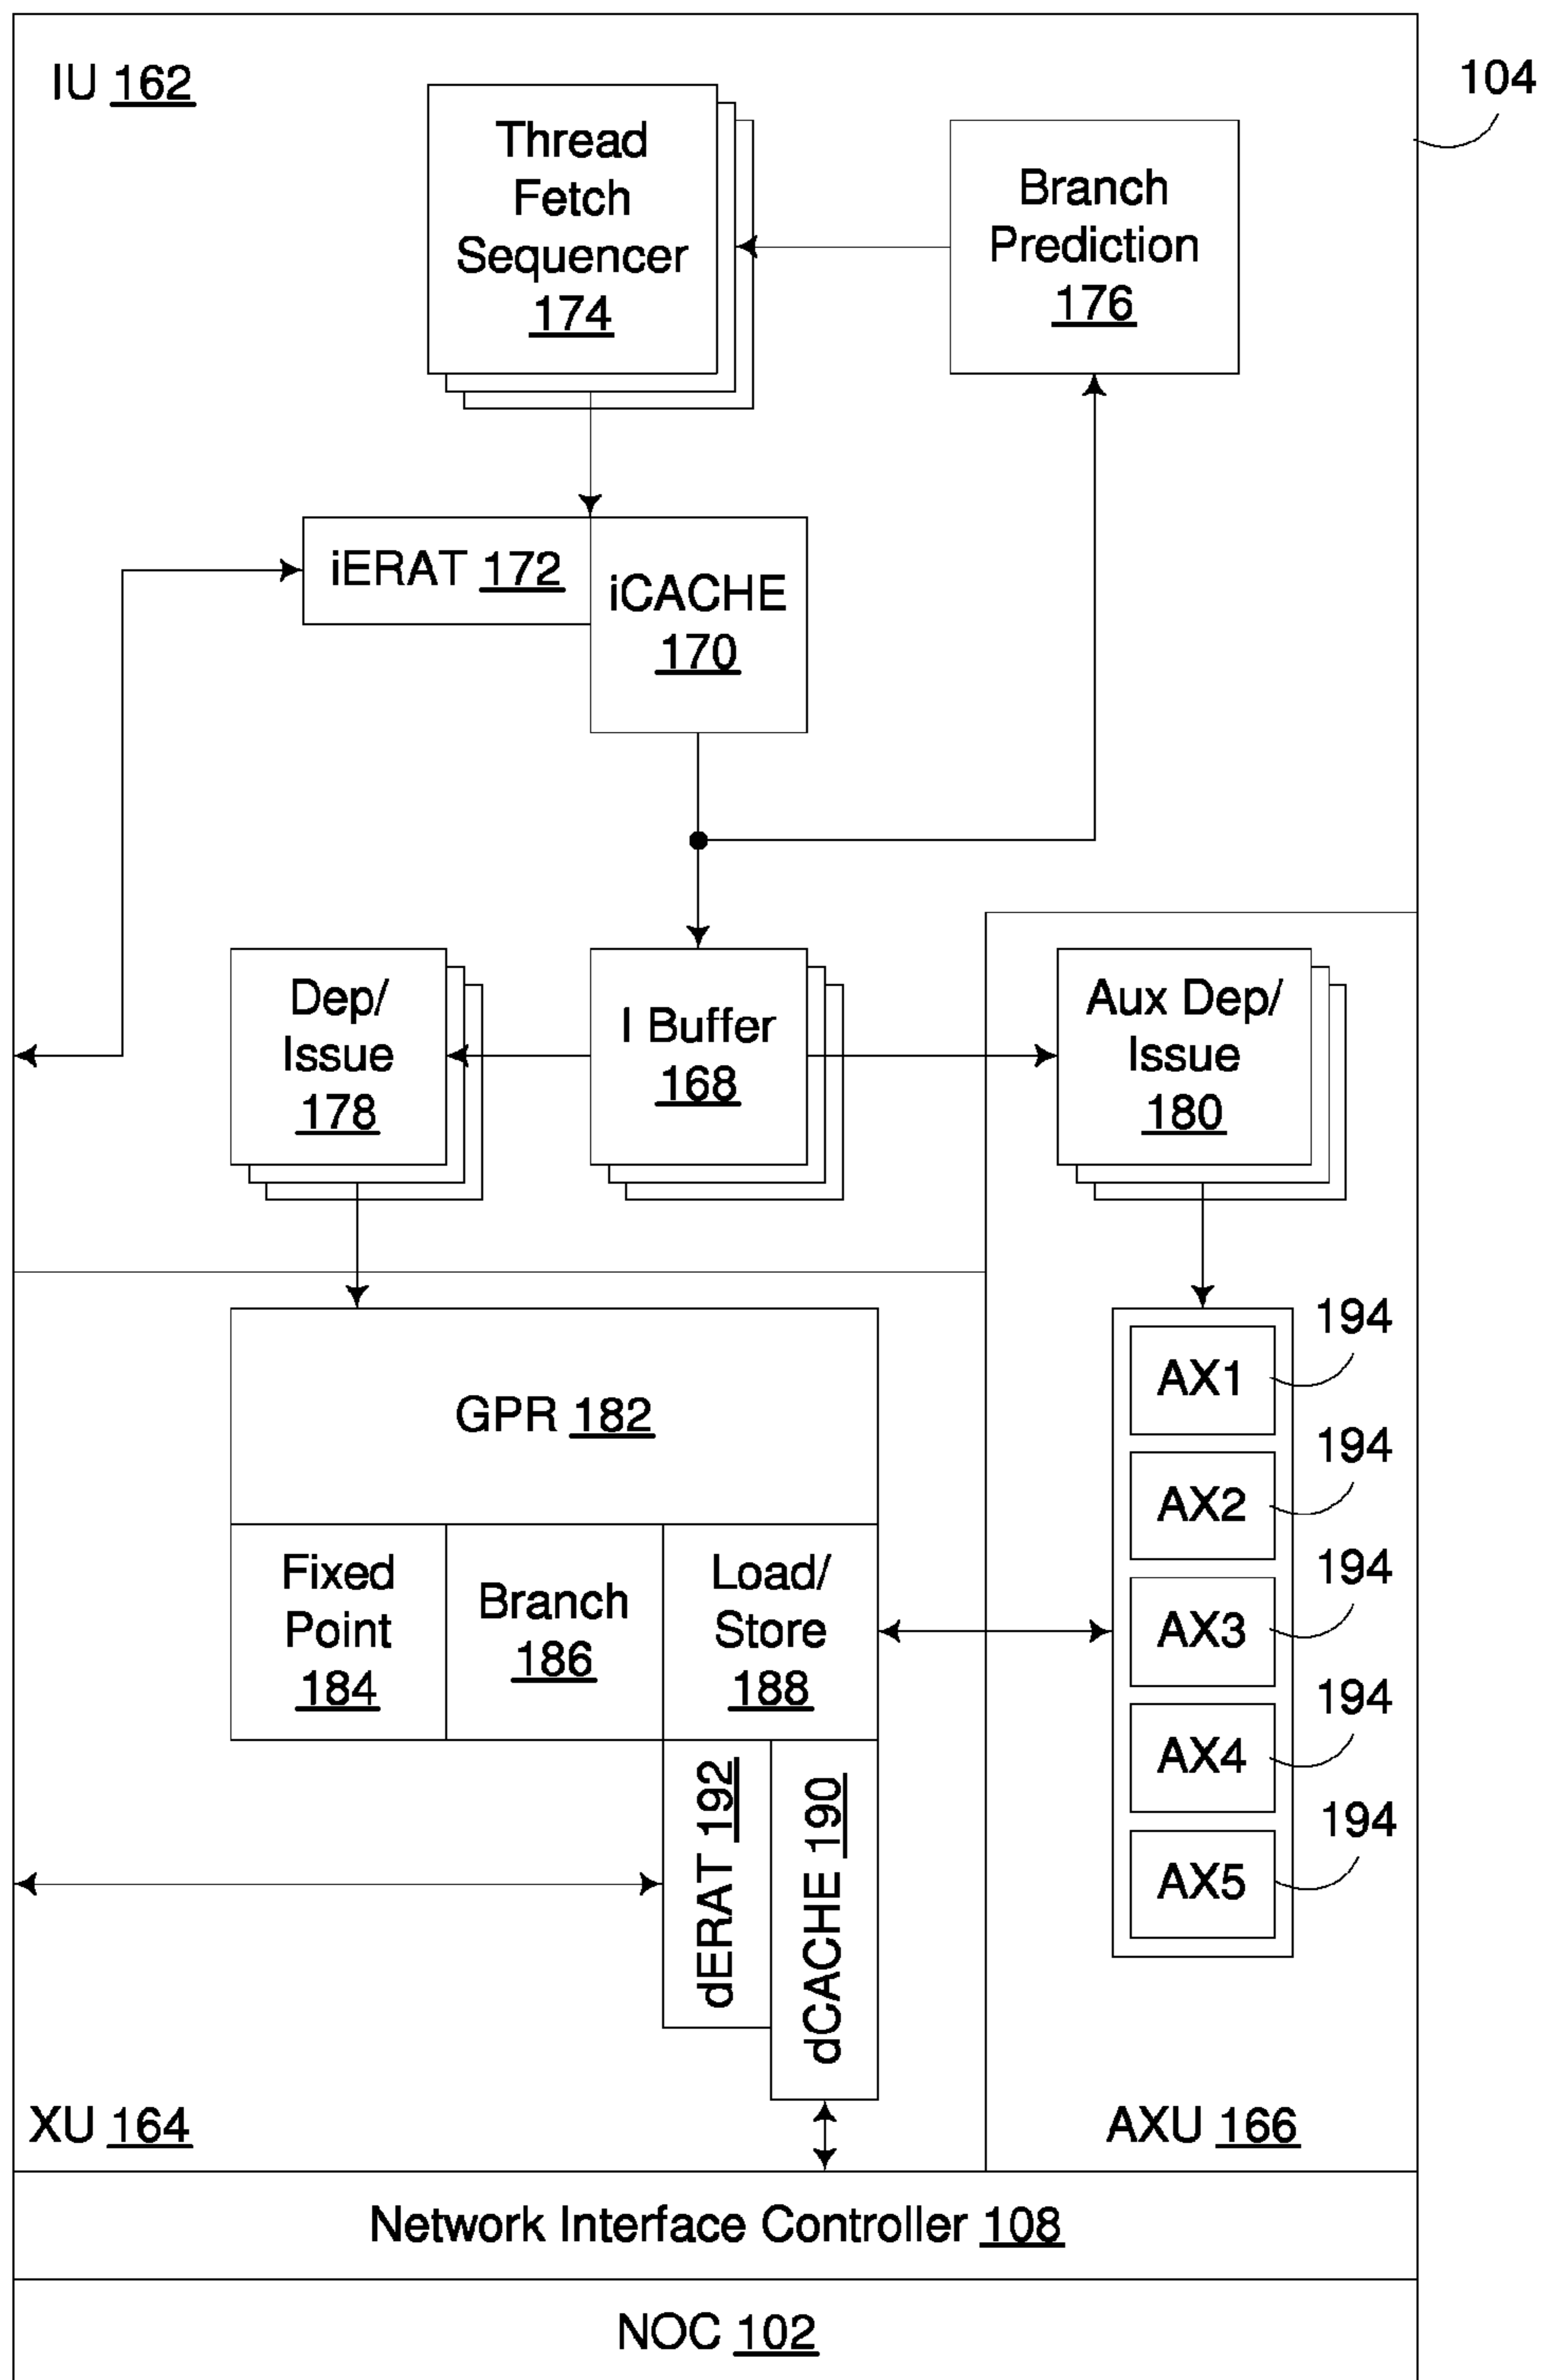 IU 162
104
Thread
Fetch
Sequencer
174
Branch
Prediction
176
iERAT 172
iCACHE
170
Dep/
Issue
178
I Buffer
168
Aux Dep/
Issue
180
GPR 182
Fixed
Point
184
Branch
186
Load/
Store
188
dERAT 192
dCACHE 190
194
AX1
194
AX2
194
AX3
194
AX4
194
AX5
XU 164
AXU 166
Network Interface Controller 108
NOC 102